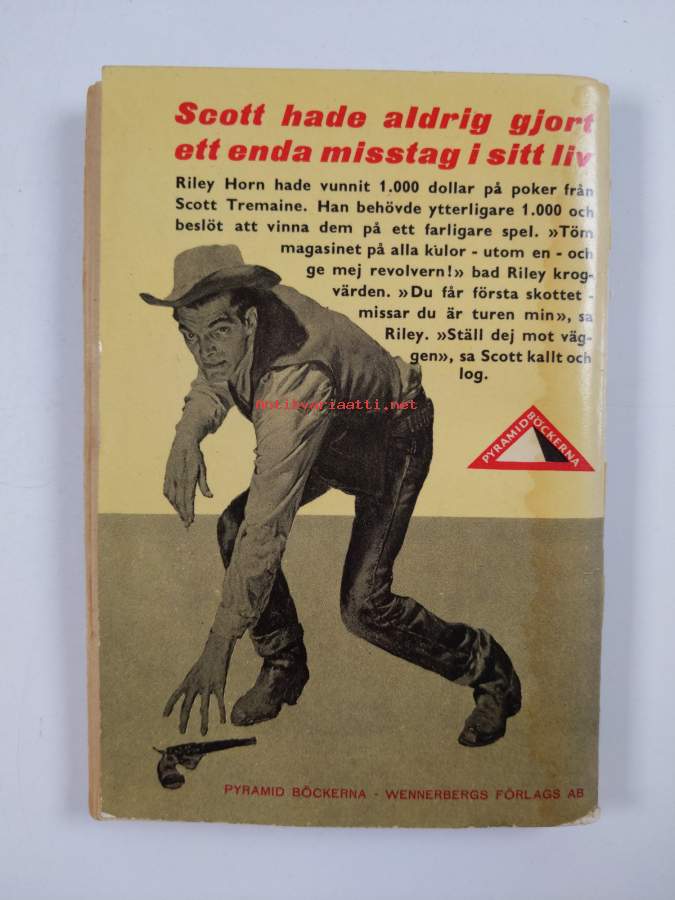 Scott hade aldrig gjort
ett enda misstag i sitt liv
Riley Horn hade vunnit 1.000 dollar på poker från
Scott Tremaine. Han behövde ytterligare 1.000 och
beslöt att vinna dem på ett farligare spel. »Töm
magasinet på alla kulor - utom en - och
ge mej revolvern!» bad Riley krog-
värden. »Du får första skottet -
missar du är turen min», sa
Riley. »Ställ dej mot väg-
gen», sa Scott kallt och
log.
Antikvariaatti.net
PYRAMIDBÖCKERNA
PYRAMID BÖCKERNA - WENNERBERGS FÖRLAGS AB